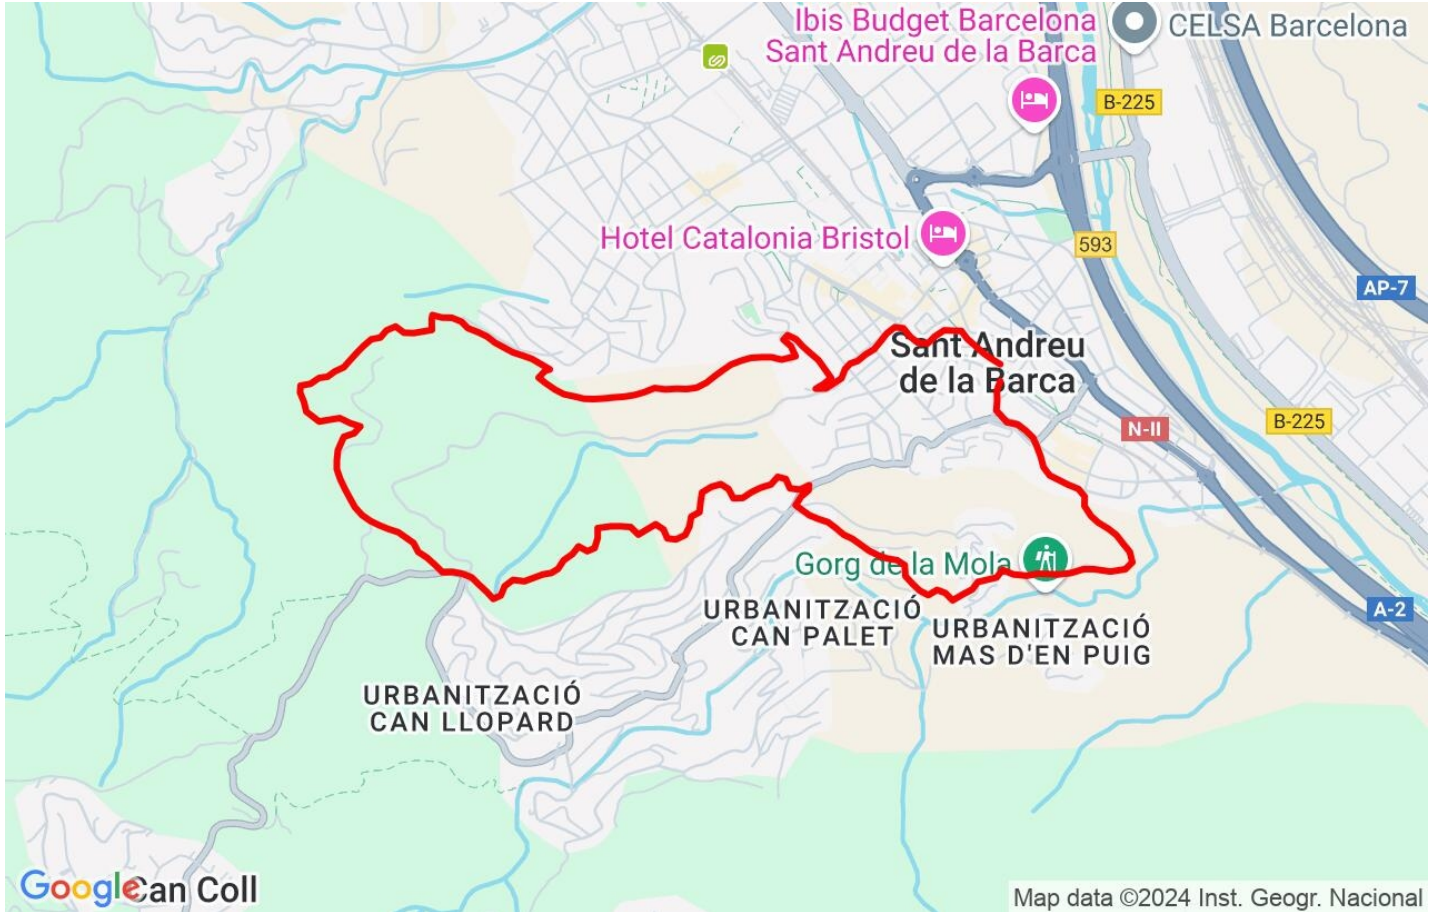 Ibis Budget Barcelona
Sant Andreu de la Barca
CELSA Barcelona
B-225
Hotel Catalonia Bristol
593
AP-7
Sant Andreu
de la Barca
B-225
N-II
Gorg de la Mola
A-2
URBANITZACIÓ
CAN PALET
URBANITZACIÓ
MAS D'EN PUIG
URBANITZACIÓ
CAN LLOPARD
Google
Can Coll
Map data ©2024 Inst. Geogr. Nacional